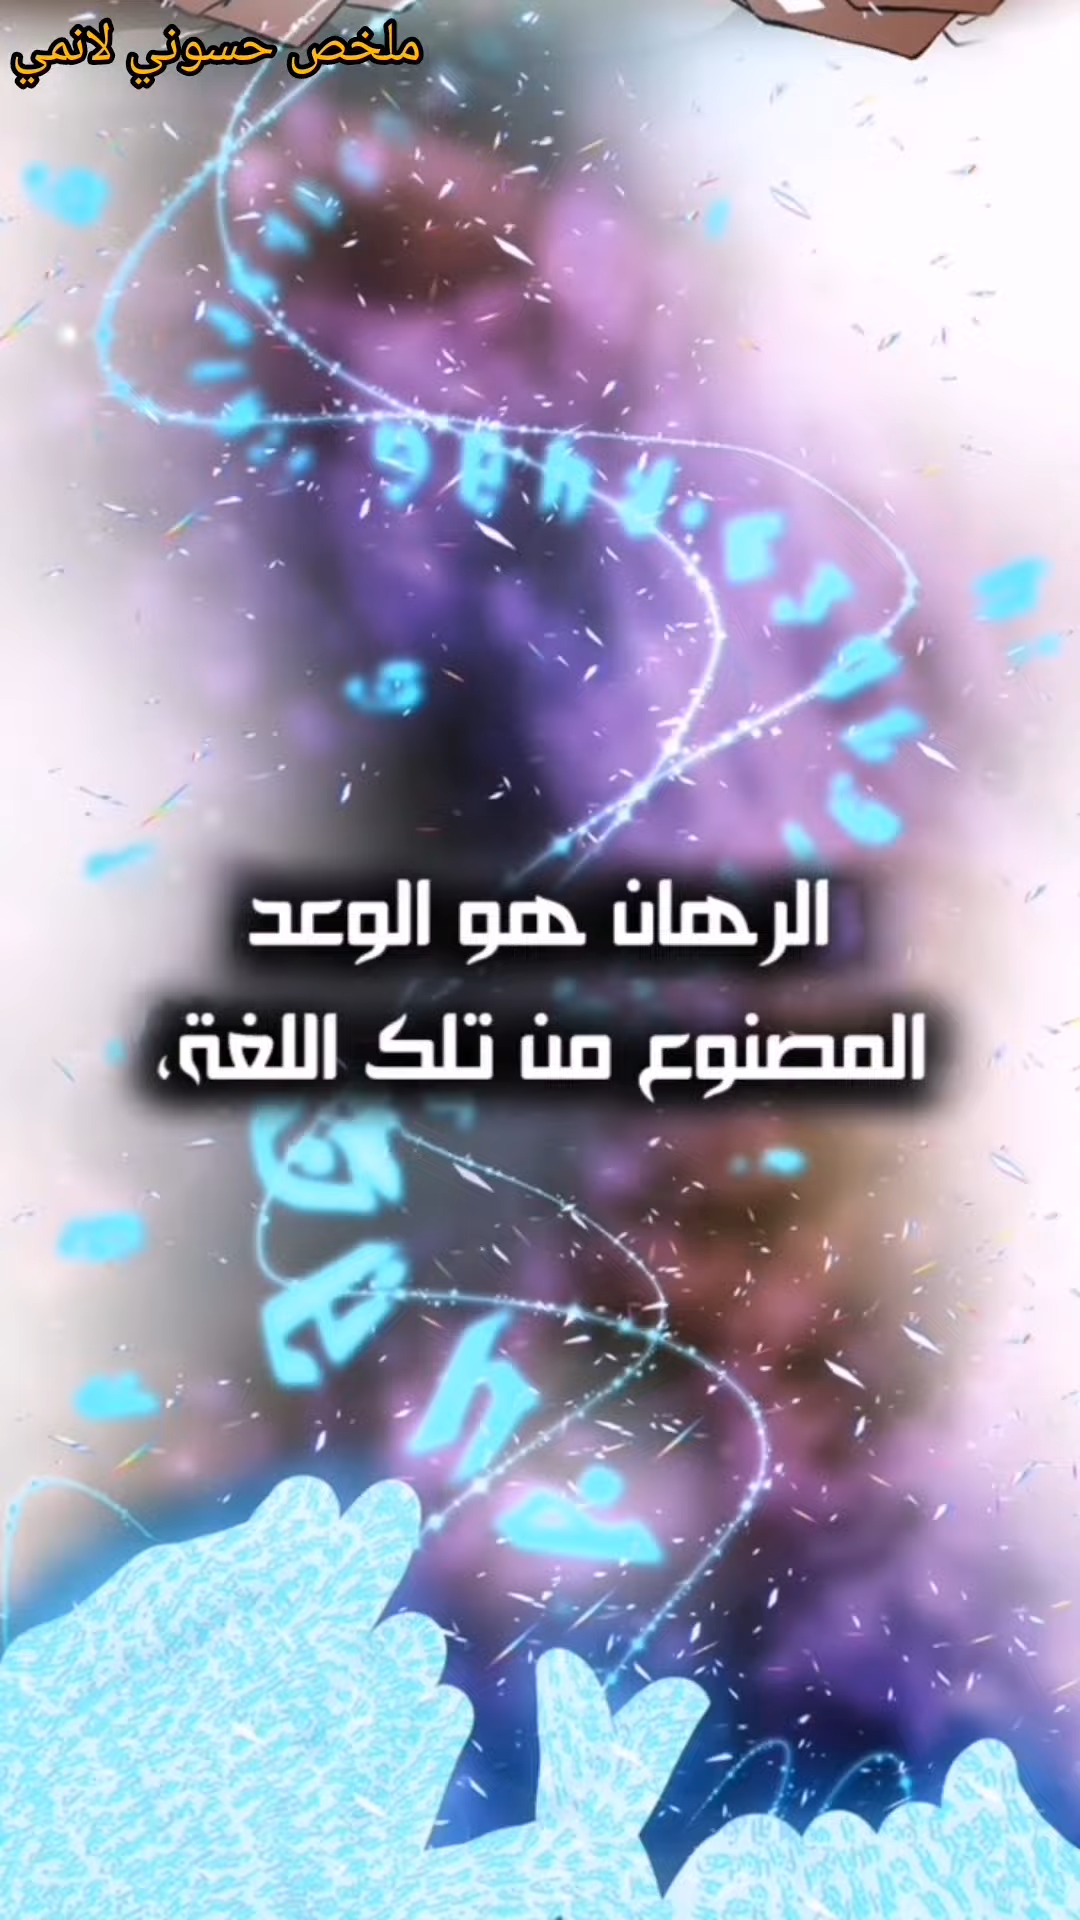 ملخص حسوني لانمي
الرهان هو الوعد
المصنوع من تلك اللغة،